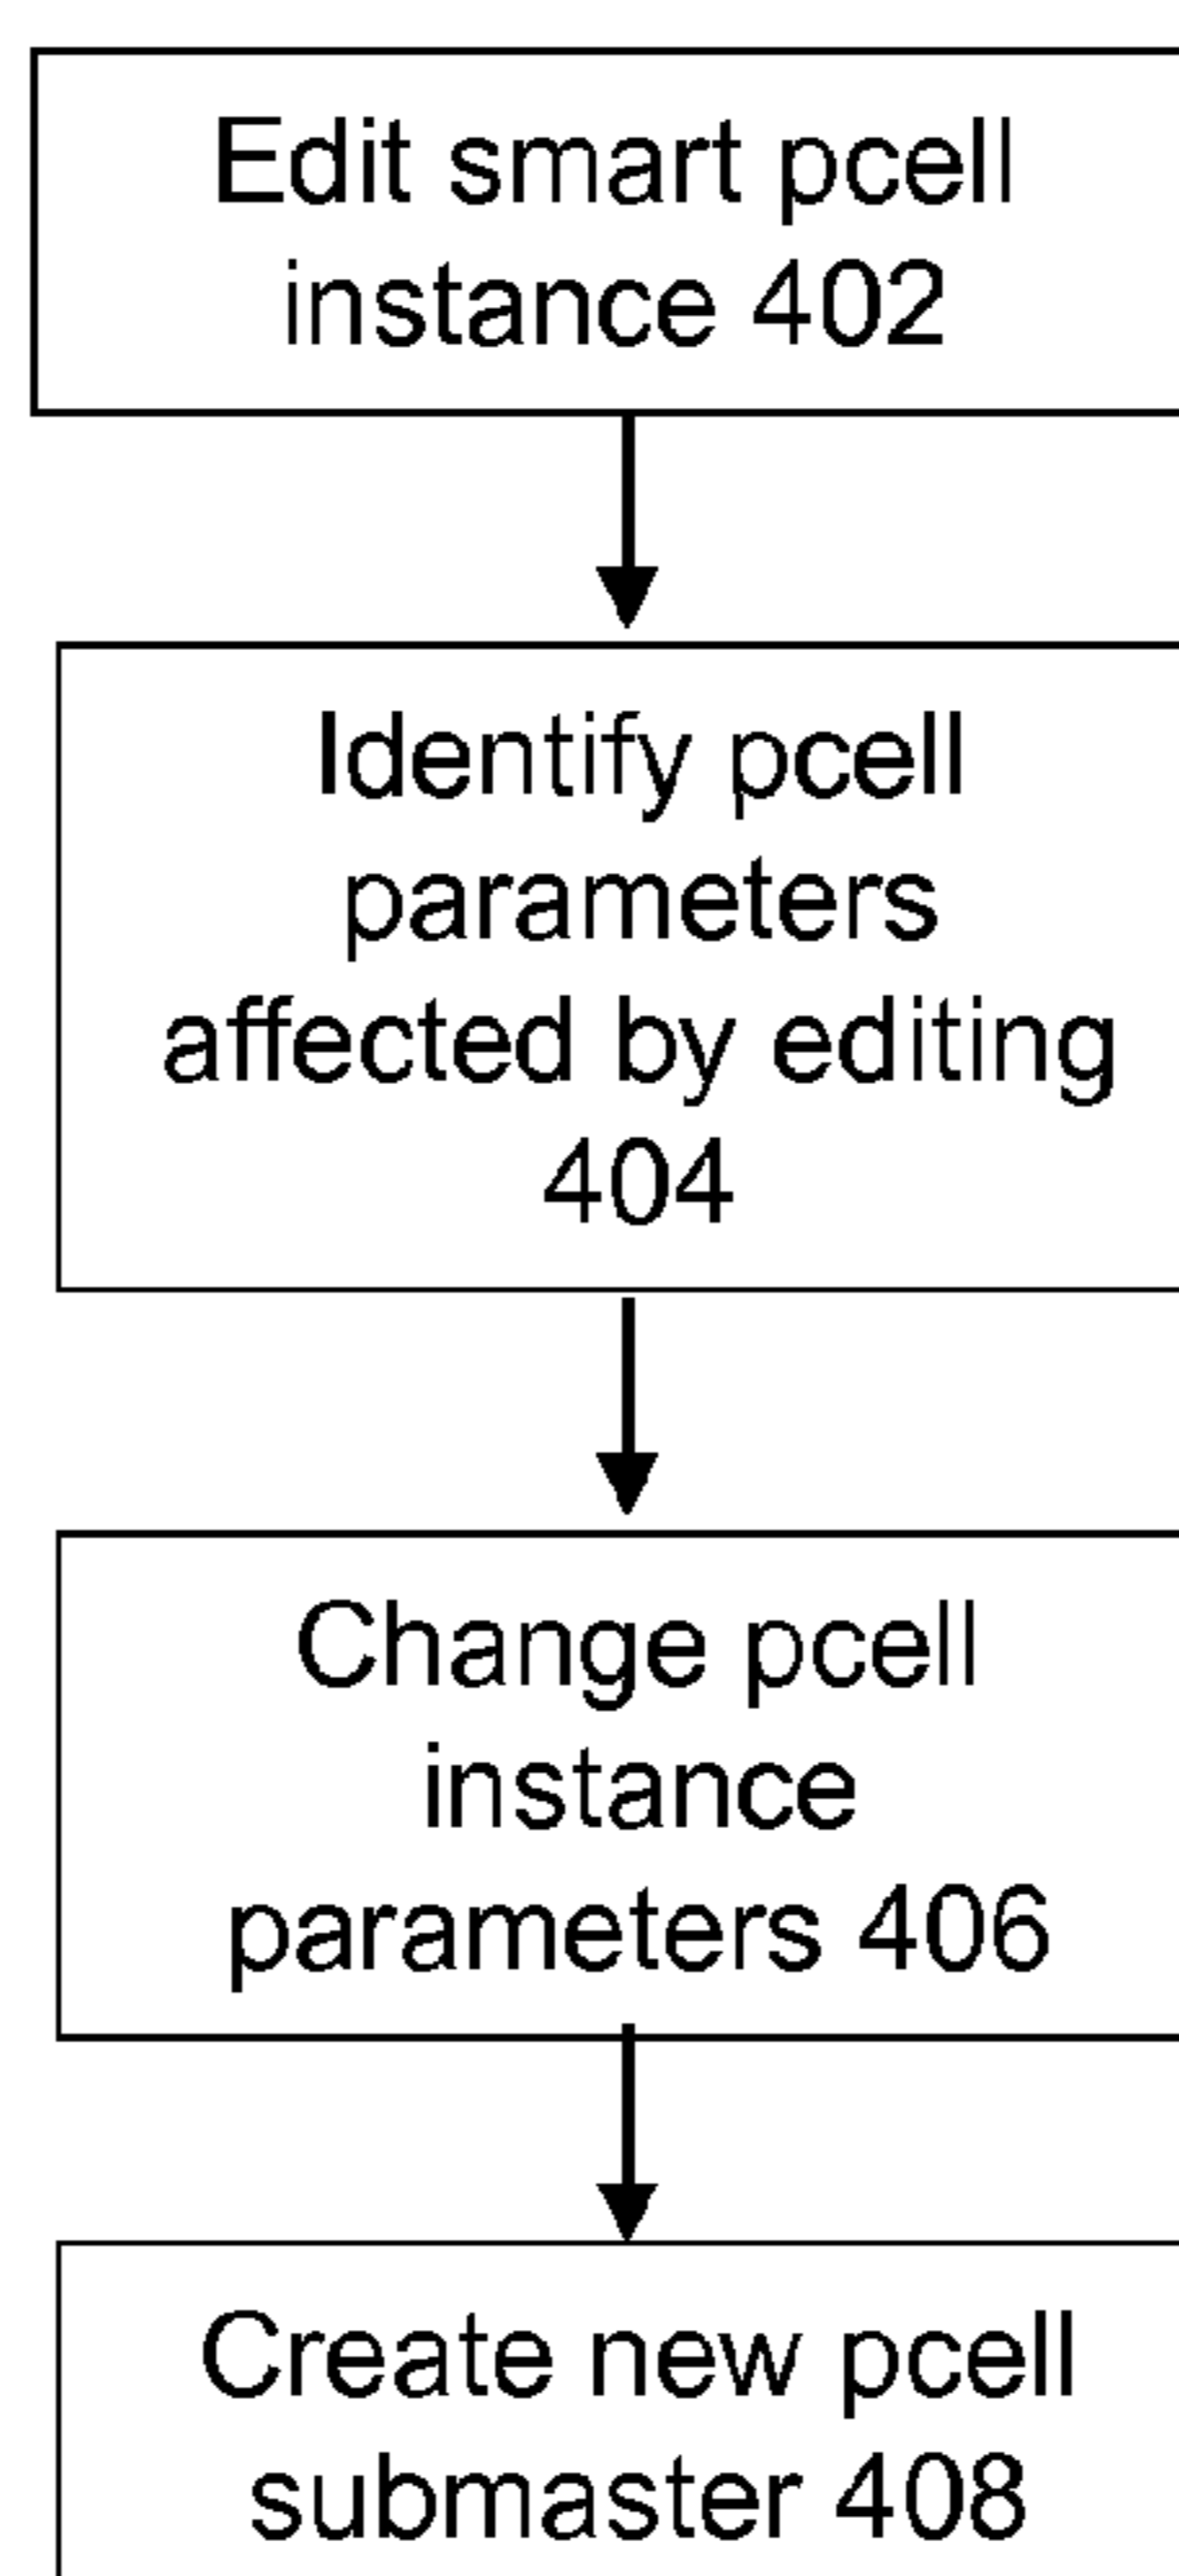 Edit smart pcell
instance 402
Identify pcell
parameters
affected by editing
404
Change pcell
instance
parameters 406
Create new pcell
submaster 408